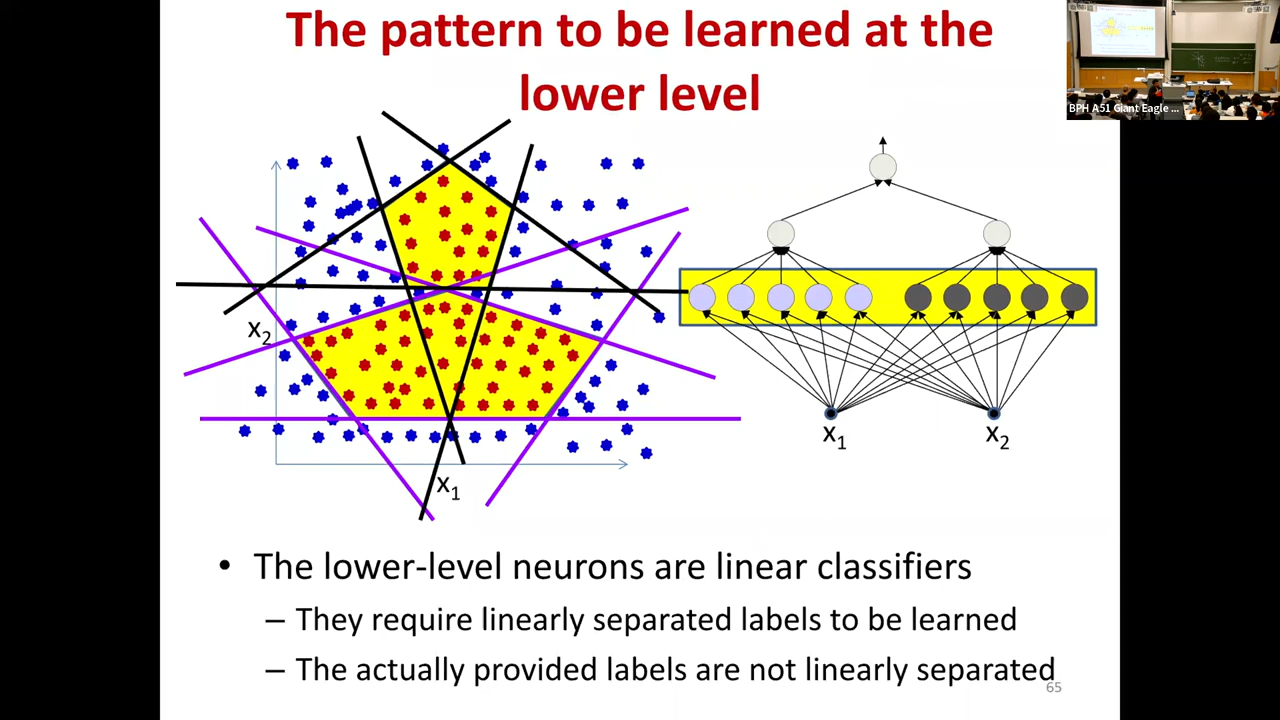 The pattern to be learned at the
lower level
BPH A51 Giant Eagle ...
x2
x1
x1
x2
• The lower-level neurons are linear classifiers
– They require linearly separated labels to be learned
– The actually provided labels are not linearly separated
65